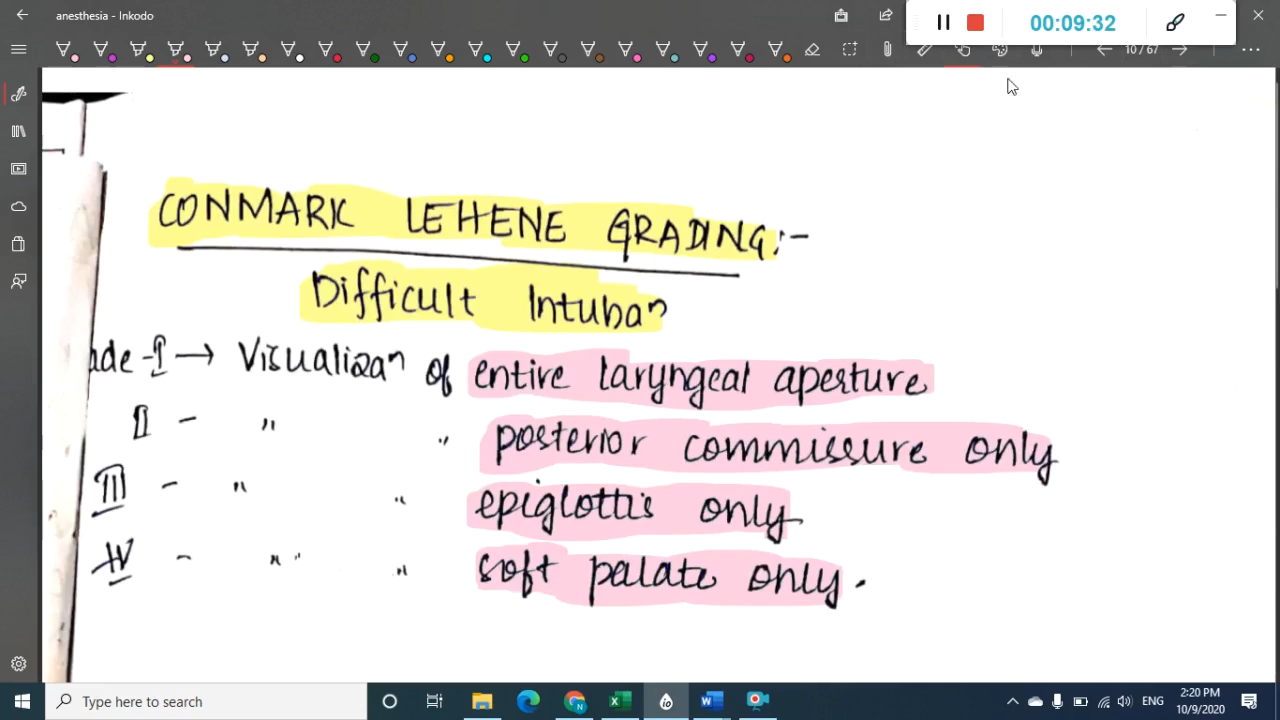 anesthesia - Inkodo
00:09:32
10/67
CONMARK LEHENE GRADING:-
Difficult Intuban
ade -I → Visualizan of entire laryngeal aperture
II - " " posterior commissure only
III - " " epiglottis only
IV - " " soft palate only.
Type here to search
ENG
2:20 PM
10/9/2020